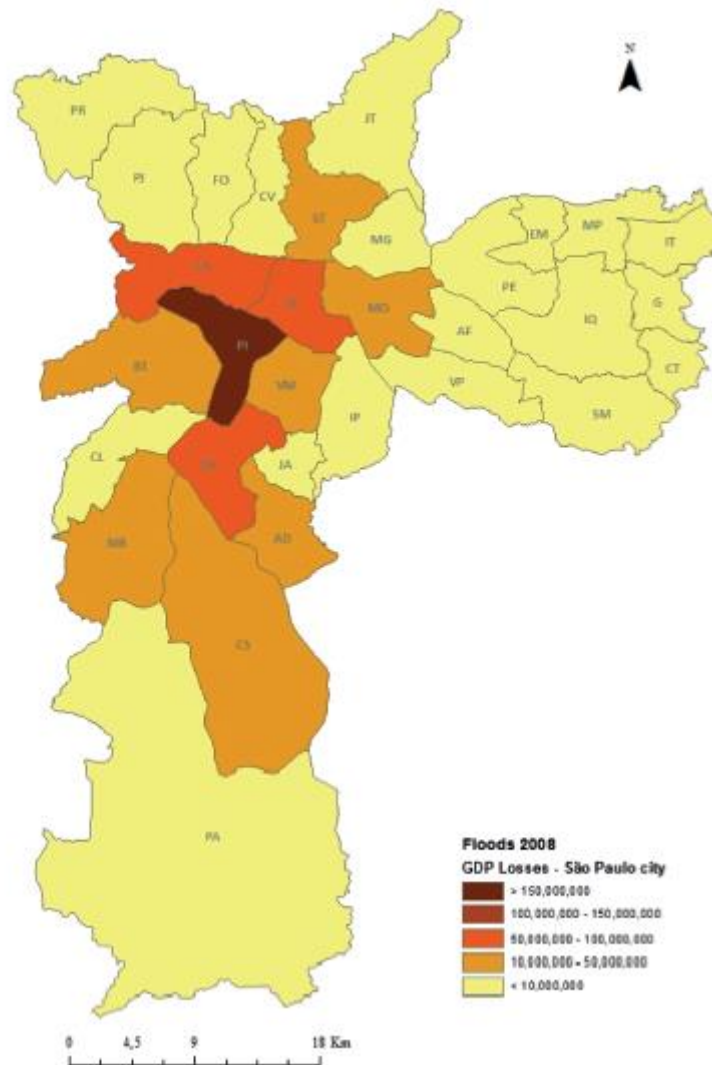 N
PR
JT
PJ
FO
CV
ST
MG
EM
MP
IT
PE
MO
G
IQ
AF
PI
BT
CT
VM
VP
IP
SM
CL
JA
MB
AD
CS
PA
Floods 2008
GDP Losses - São Paulo city
> 150,000,000
100,000,000 - 150,000,000
50,000,000 - 100,000,000
10,000,000 - 50,000,000
< 10,000,000
0 4,5 9 18 Km